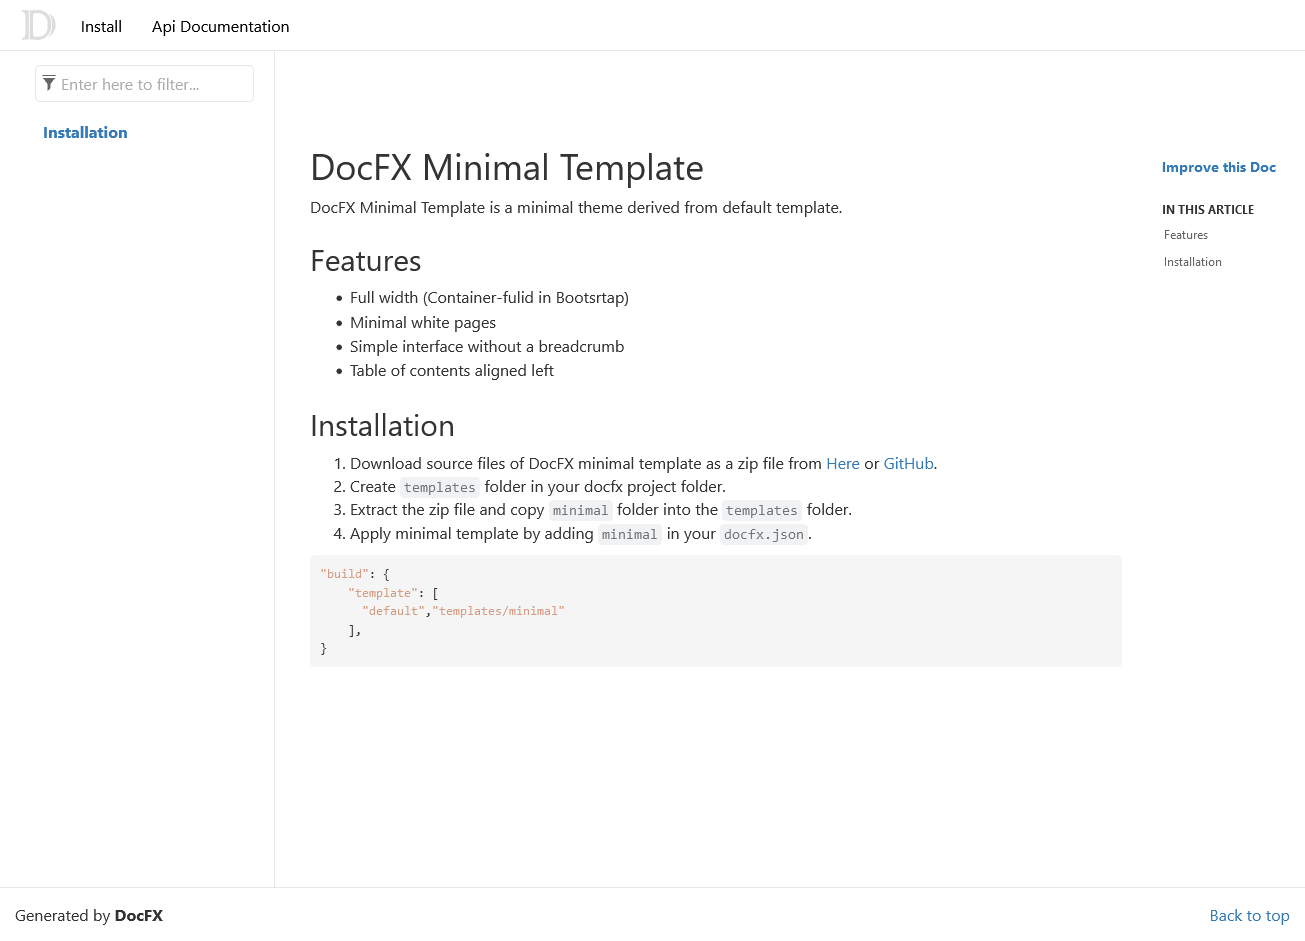 D
Install
Api Documentation
Enter here to filter...
Installation
DocFX Minimal Template
DocFX Minimal Template is a minimal theme derived from default template.
Features
• Full width (Container-fulid in Bootsrtap)
• Minimal white pages
• Simple interface without a breadcrumb
• Table of contents aligned left
Installation
1. Download source files of DocFX minimal template as a zip file from Here or GitHub.
2. Create templates folder in your docfx project folder.
3. Extract the zip file and copy minimal folder into the templates folder.
4. Apply minimal template by adding minimal in your docfx.json.
"build": {
    "template": [
      "default","templates/minimal"
    ],
}
Improve this Doc
IN THIS ARTICLE
Features
Installation
Generated by DocFX
Back to top